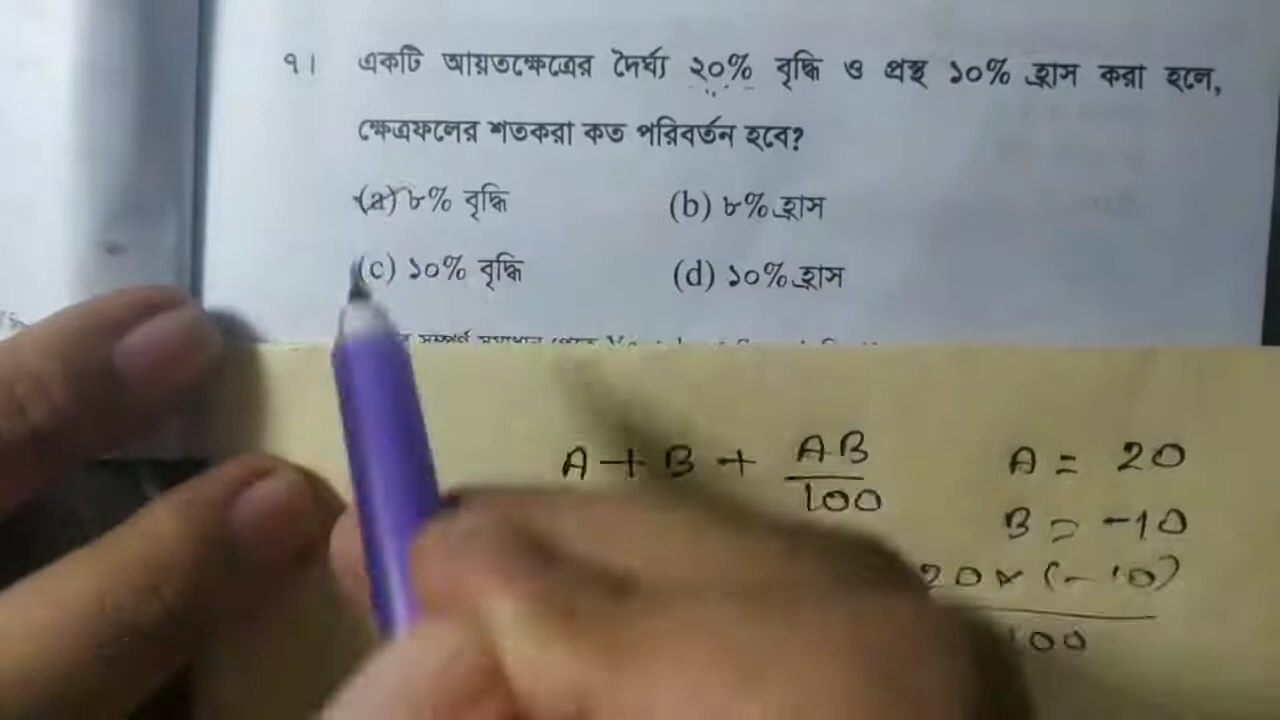 ৭। একটি আয়তক্ষেত্রের দৈর্ঘ্য ২০% বৃদ্ধি ও প্রস্থ ১০% হ্রাস করা হলে,
ক্ষেত্রফলের শতকরা কত পরিবর্তন হবে?
(a) ৮% বৃদ্ধি (b) ৮% হ্রাস
(c) ১০% বৃদ্ধি (d) ১০% হ্রাস
A + B + AB/100
A = 20
B = -10
20 × (-10)
100